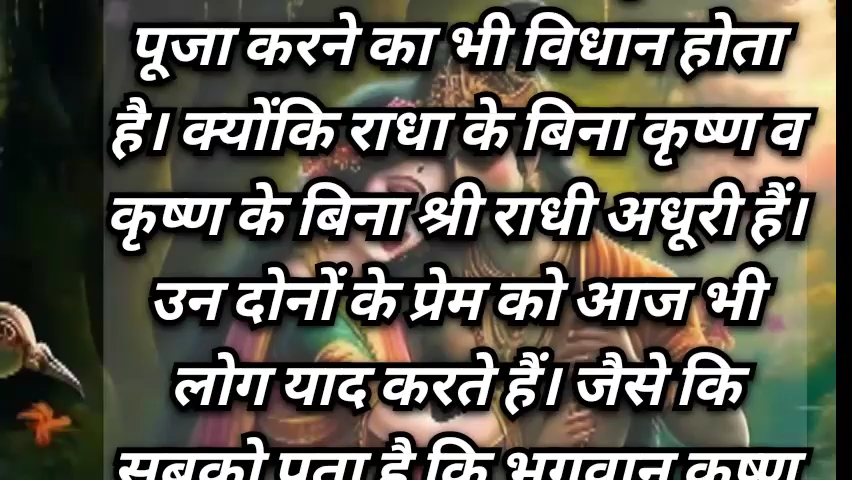 पूजा करने का भी विधान होता
है। क्योंकि राधा के बिना कृष्ण व
कृष्ण के बिना श्री राधी अधूरी हैं।
उन दोनों के प्रेम को आज भी
लोग याद करते हैं। जैसे कि
सबको पता है कि भगवान कृष्ण